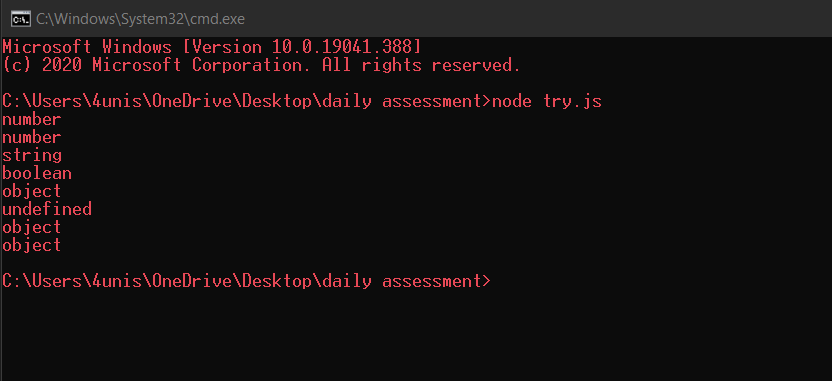 C:\Windows\System32\cmd.exe
Microsoft Windows [Version 10.0.19041.388]
(c) 2020 Microsoft Corporation. All rights reserved.
C:\Users\4unis\OneDrive\Desktop\daily assessment>node try.js
number
number
string
boolean
object
undefined
object
object
C:\Users\4unis\OneDrive\Desktop\daily assessment>